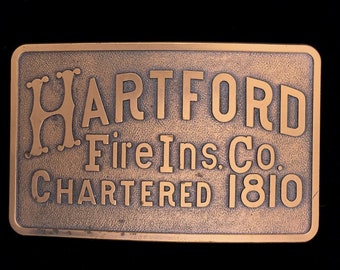 HARTFORD
Fire Ins. Co.
CHARTERED 1810